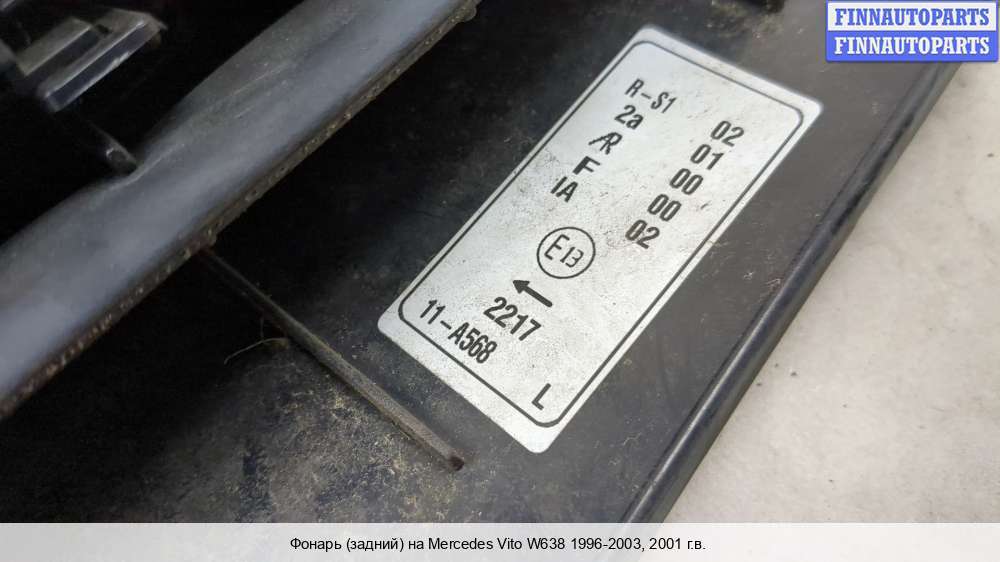 FINNAUTOPARTS
FINNAUTOPARTS
R-S1 02
2a 01
AR 00
F 00
IA 02
E13
←
2217
11-A568
L
Фонарь (задний) на Mercedes Vito W638 1996-2003, 2001 г.в.